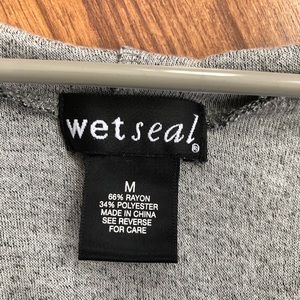 wet seal®
M
66% RAYON
34% POLYESTER
MADE IN CHINA
SEE REVERSE
FOR CARE